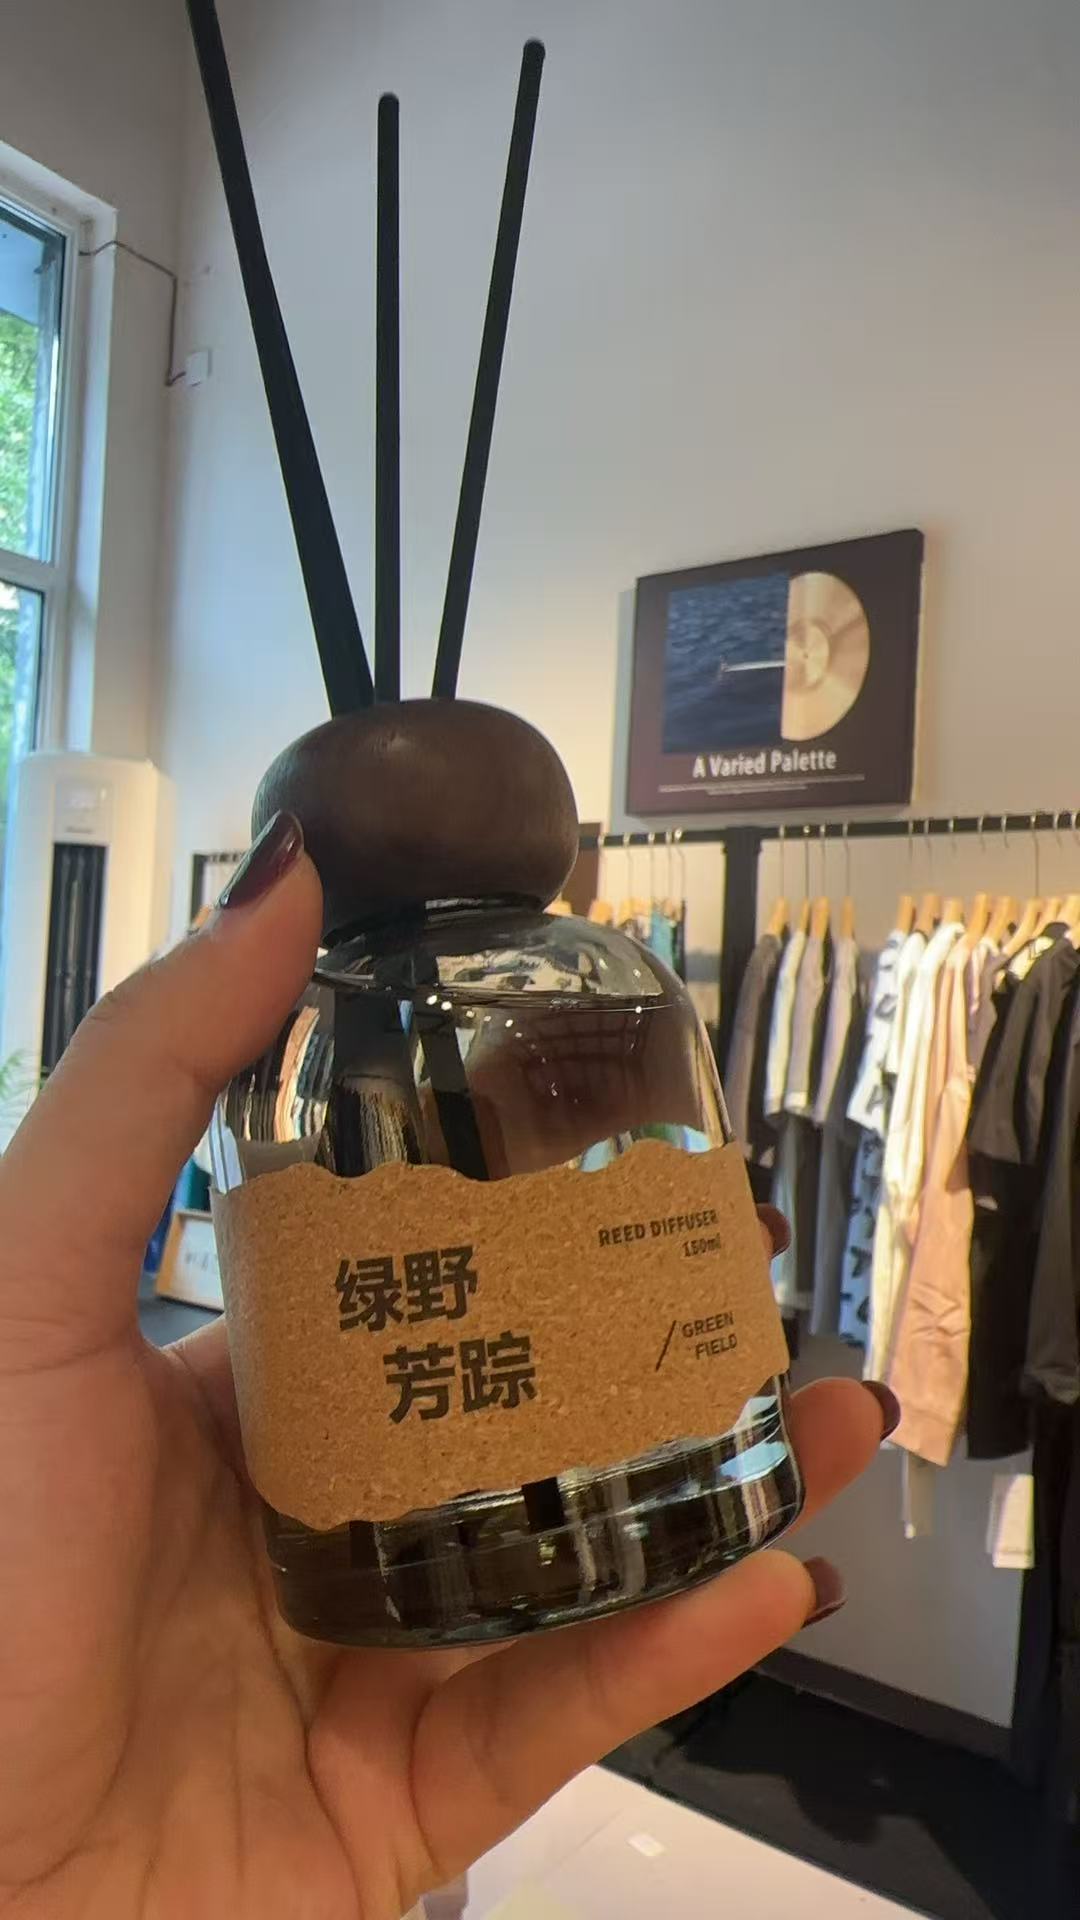 A Varied Palette
绿野
芳踪
REED DIFFUSER
150ml
/GREEN
FIELD